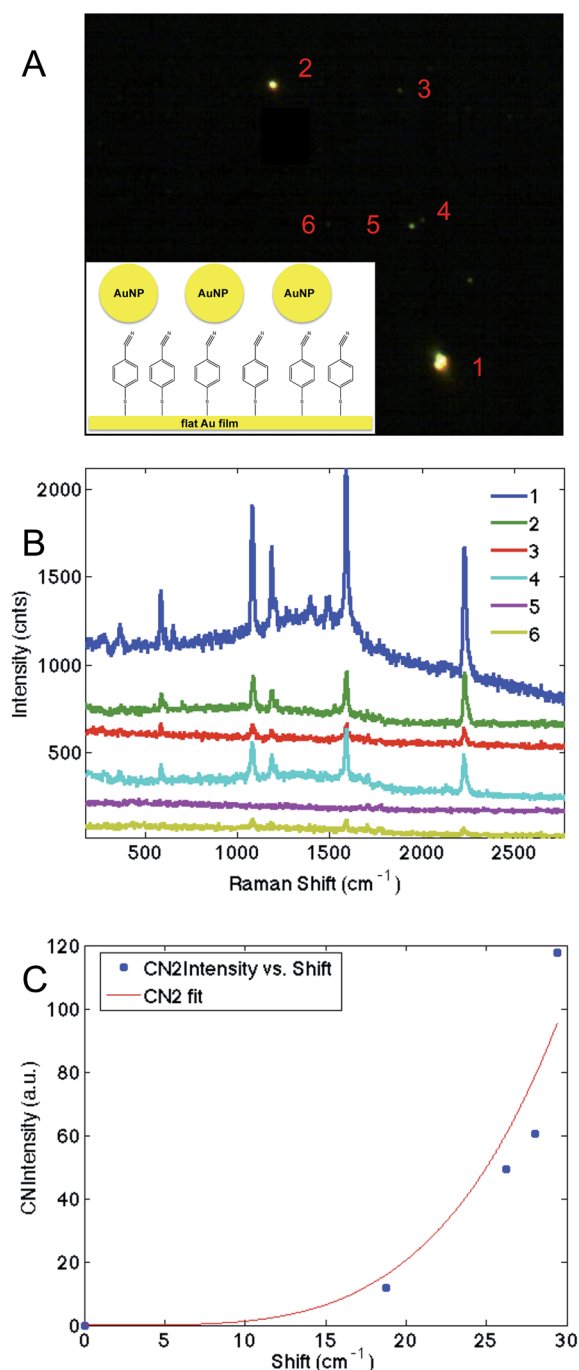 A
2
3
4
5
6
1
AuNP AuNP AuNP
N N N N N N
S S S S S S
flat Au film
B
2000
1500
1000
500
Intensity (cnts)
1
2
3
4
5
6
500 1000 1500 2000 2500
Raman Shift (cm⁻¹)
C
120
100
80
60
40
20
0
CNIntensity (a.u.)
CN2Intensity vs. Shift
CN2 fit
0 5 10 15 20 25 30
Shift (cm⁻¹)